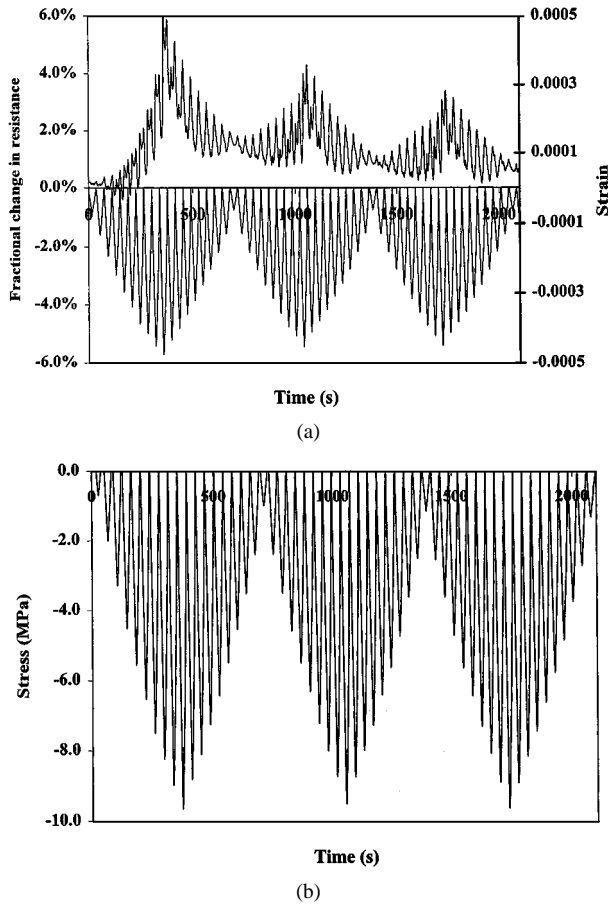 6.0%
4.0%
2.0%
0.0%
-2.0%
-4.0%
-6.0%
Fractional change in resistance
0 500 1000 1500 2000
0.0005
0.0003
0.0001
-0.0001
-0.0003
-0.0005
Strain
Time (s)
(a)
0.0
-2.0
-4.0
-6.0
-8.0
-10.0
Stress (MPa)
0 500 1000 1500 2000
Time (s)
(b)